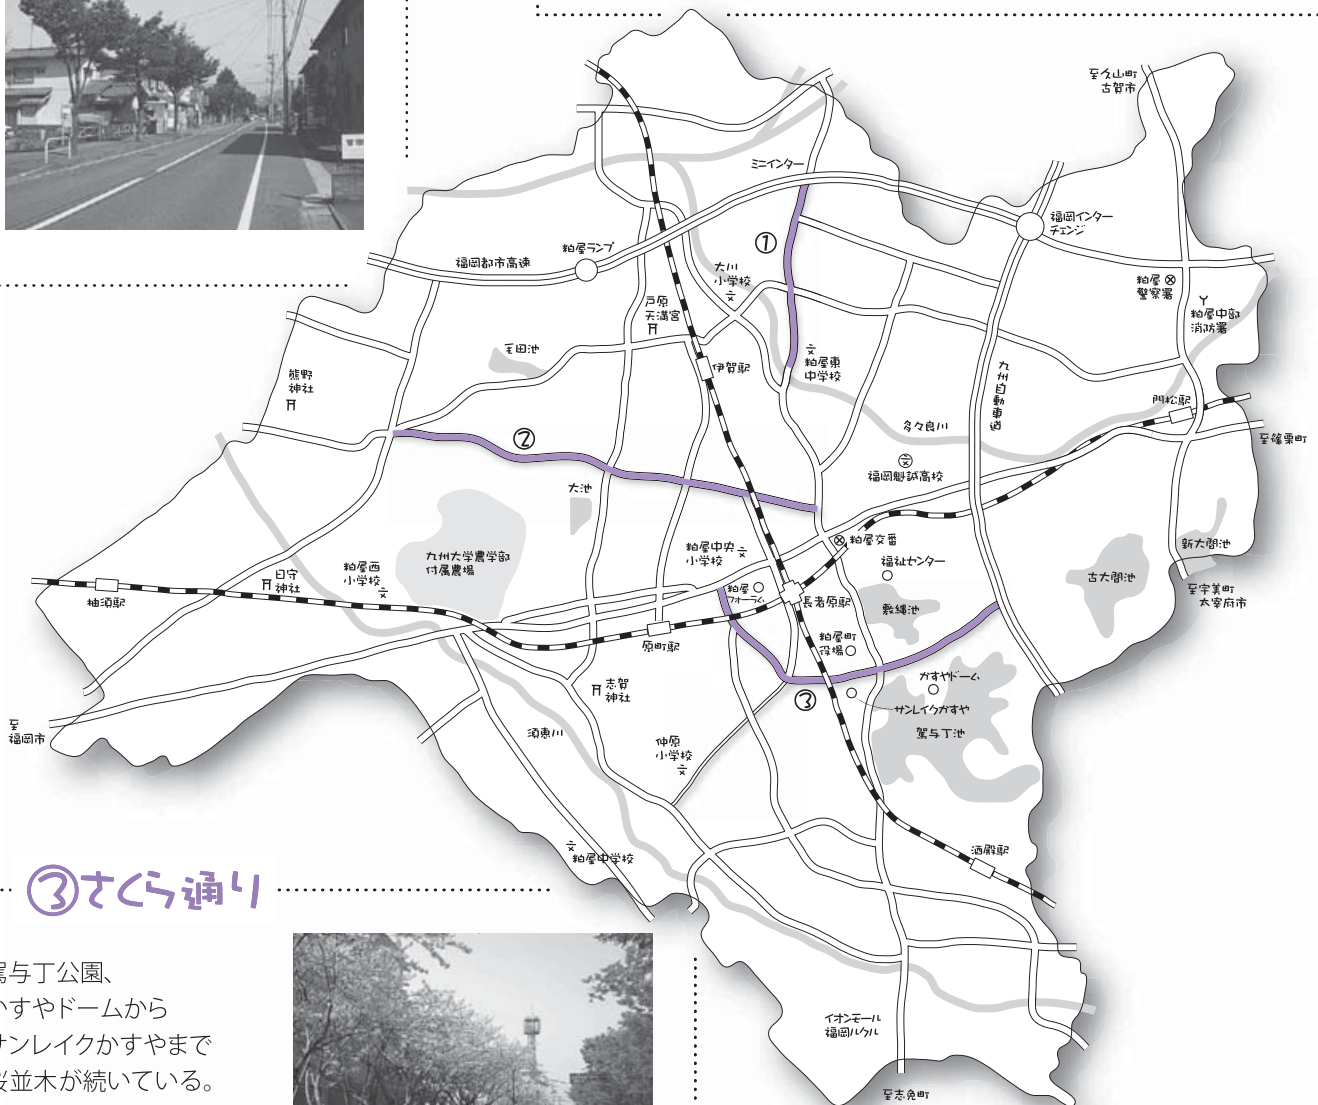 至久山町
古賀市
ミニインター
福岡インター
チェンジ
①
粕屋ランプ
福岡都市高速
大川
小学校
粕屋
警察署
粕屋中部
消防署
戸原
天満宮
毛田池
伊賀駅
粕屋東
中学校
九州自動車道
熊野
神社
門松駅
多々良川
②
至篠栗町
福岡魁誠高校
大池
粕屋交番
新大間池
粕屋中央
小学校
九州大学農学部
付属農場
粕屋西
小学校
福祉センター
古大間池
日守
神社
粕屋
フォーラム
至宇美町
太宰府市
柚須駅
長者原駅
敷縄池
原町駅
粕屋町
役場
かすやドーム
志賀
神社
③
サンレイクかすや
至
福岡市
須恵川
仲原
小学校
駕与丁池
粕屋中学校
酒殿駅
③さくら通り
駕与丁公園、
かすやドームから
サンレイクかすやまで
桜並木が続いている。
イオンモール
福岡ルクル
至志免町